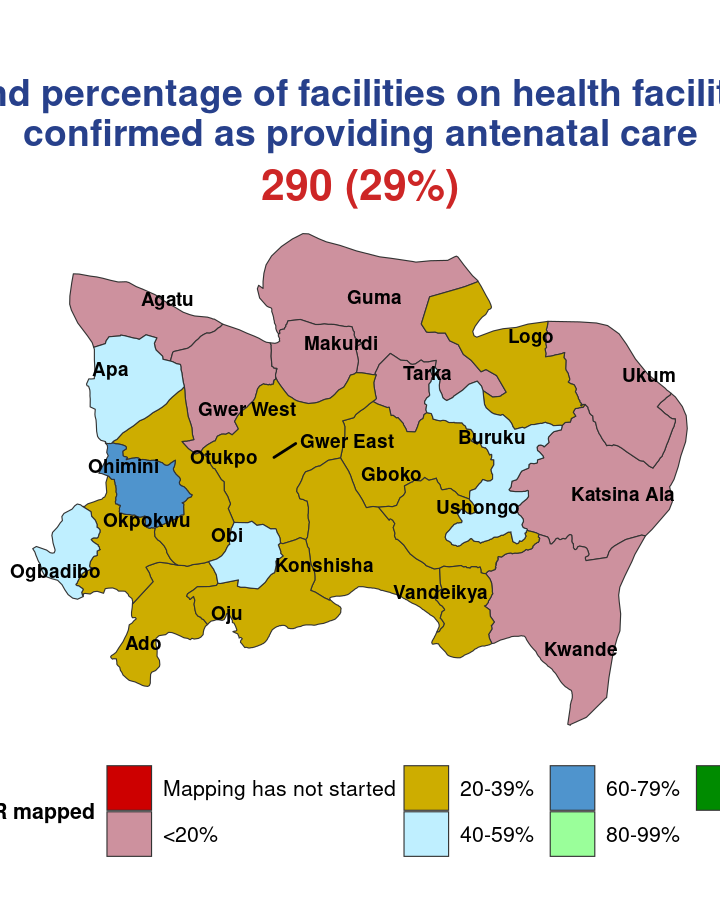 nd percentage of facilities on health facilit
confirmed as providing antenatal care
290 (29%)
Agatu
Guma
Logo
Makurdi
Apa
Tarka
Ukum
Gwer West
Buruku
Gwer East
Otukpo
Ohimini
Gboko
Katsina Ala
Ushongo
Okpokwu
Obi
Konshisha
Ogbadibo
Vandeikya
Oju
Ado
Kwande
R mapped
Mapping has not started
20-39%
60-79%
<20%
40-59%
80-99%